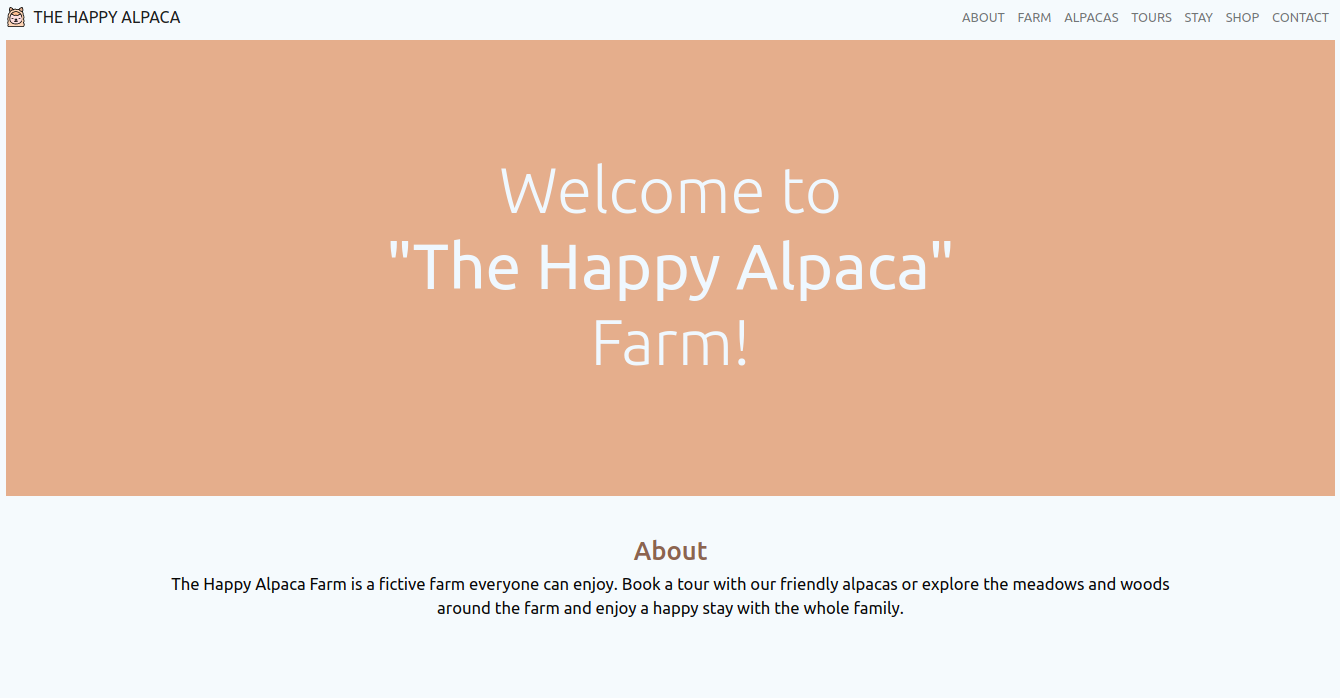 THE HAPPY ALPACA
ABOUT FARM ALPACAS TOURS STAY SHOP CONTACT
Welcome to
"The Happy Alpaca"
Farm!
About
The Happy Alpaca Farm is a fictive farm everyone can enjoy. Book a tour with our friendly alpacas or explore the meadows and woods
around the farm and enjoy a happy stay with the whole family.